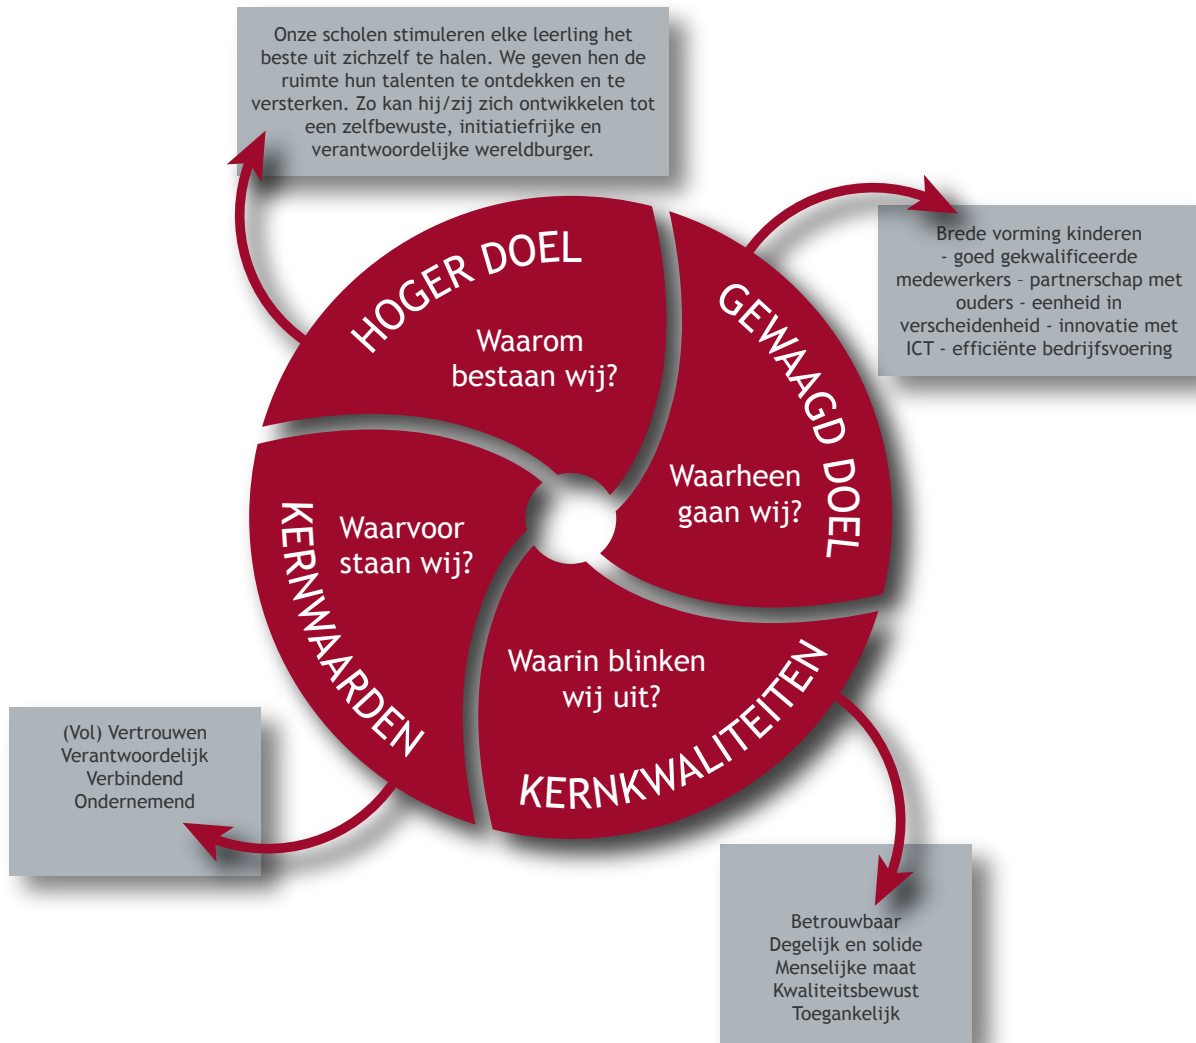 Onze scholen stimuleren elke leerling het
beste uit zichzelf te halen. We geven hen de
ruimte hun talenten te ontdekken en te
versterken. Zo kan hij/zij zich ontwikkelen tot
een zelfbewuste, initiatiefrijke en
verantwoordelijke wereldburger.
HOGER DOEL
Waarom
bestaan wij?
GEWAAGD DOEL
Waarheen
gaan wij?
Brede vorming kinderen
- goed gekwalificeerde
medewerkers – partnerschap met
ouders - eenheid in
verscheidenheid - innovatie met
ICT - efficiënte bedrijfsvoering
KERNWAARDEN
Waarvoor
staan wij?
Waarin blinken
wij uit?
KERNKWALITEITEN
(Vol) Vertrouwen
Verantwoordelijk
Verbindend
Ondernemend
Betrouwbaar
Degelijk en solide
Menselijke maat
Kwaliteitsbewust
Toegankelijk